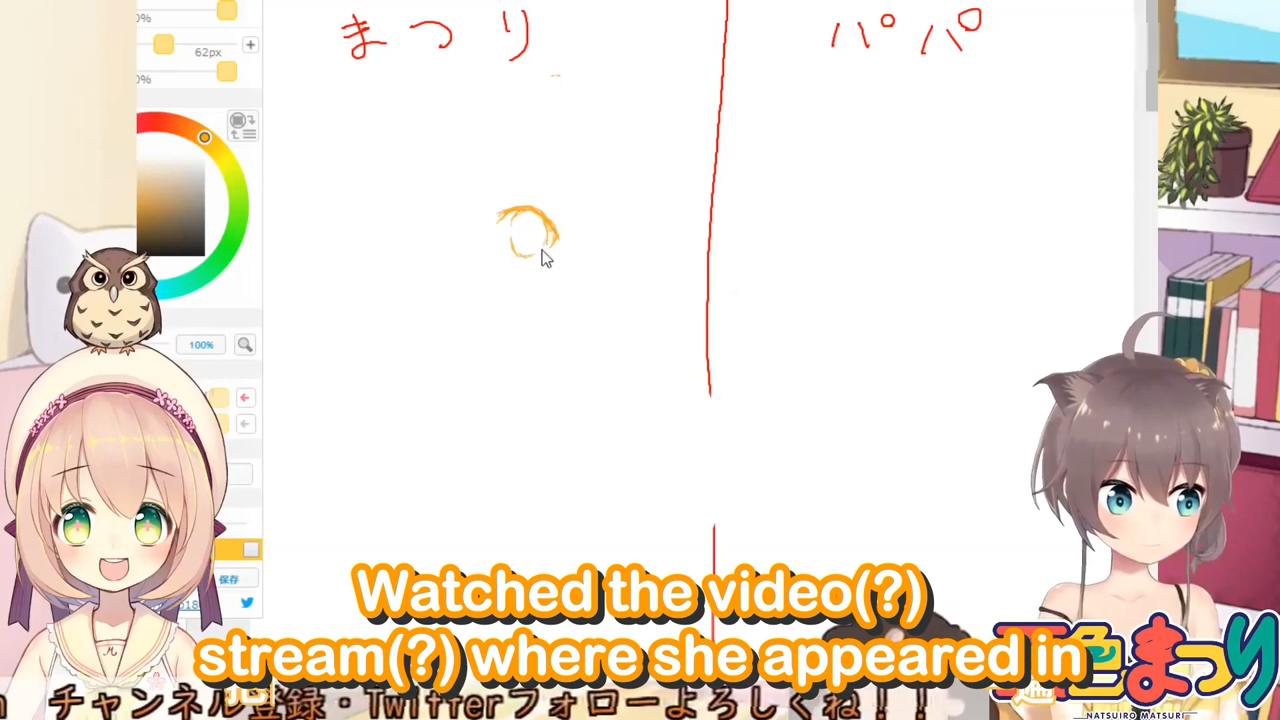 まつり
パパ
0%
62px
+
0%
100%
保存
Watched the video(?)
stream(?) where she appeared in
色まつり
NATSUIRO MATSURI
チャンネル登録・Twitterフォローよろしくね！！